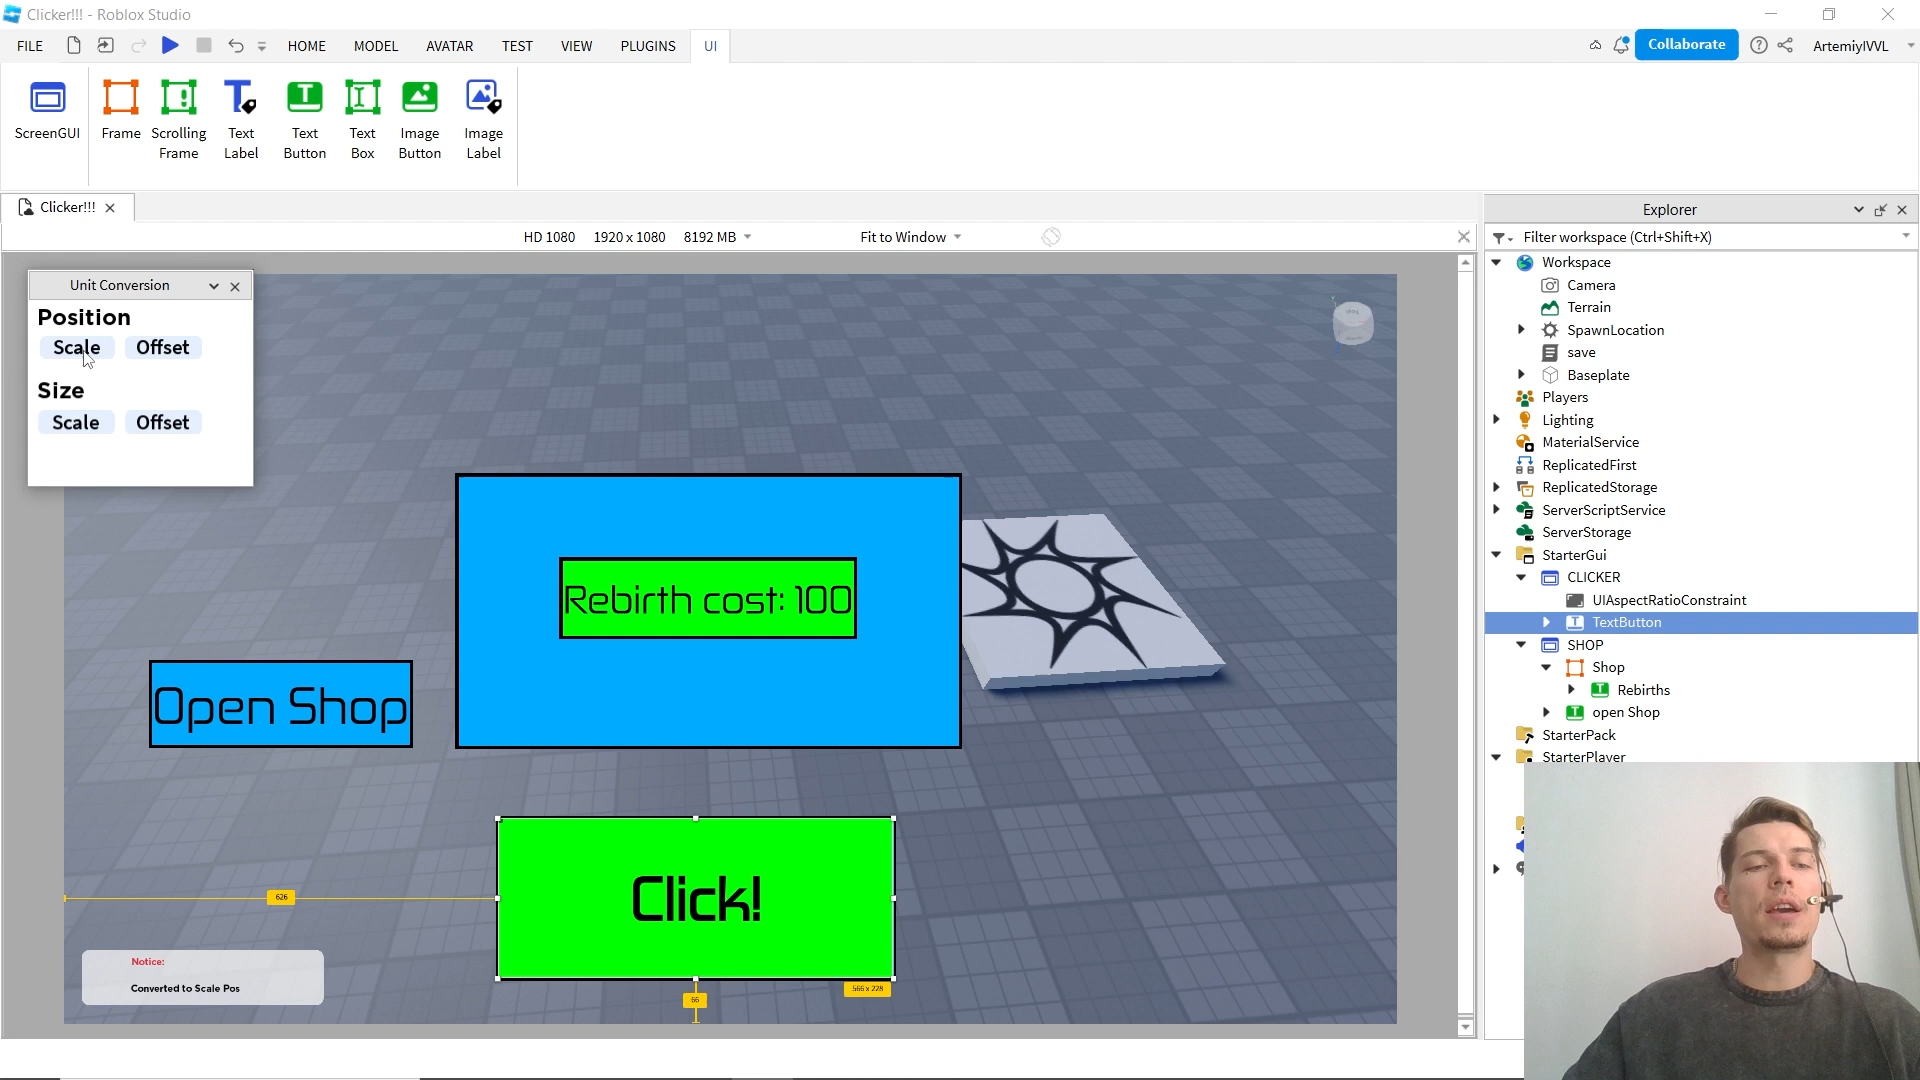 Clicker!!! - Roblox Studio
FILE HOME MODEL AVATAR TEST VIEW PLUGINS UI Collaborate ArtemiyIVVL
ScreenGUI
Frame
Scrolling
Frame
Text
Label
Text
Button
Text
Box
Image
Button
Image
Label
Clicker!!!
HD 1080 1920 x 1080 8192 MB Fit to Window
Unit Conversion
Position
Scale Offset
Size
Scale Offset
Rebirth cost: 100
Open Shop
Click!
626
66
566 x 228
Notice:
Converted to Scale Pos
Explorer
Filter workspace (Ctrl+Shift+X)
Workspace
Camera
Terrain
SpawnLocation
save
Baseplate
Players
Lighting
MaterialService
ReplicatedFirst
ReplicatedStorage
ServerScriptService
ServerStorage
StarterGui
CLICKER
UIAspectRatioConstraint
TextButton
SHOP
Shop
Rebirths
open Shop
StarterPack
StarterPlayer